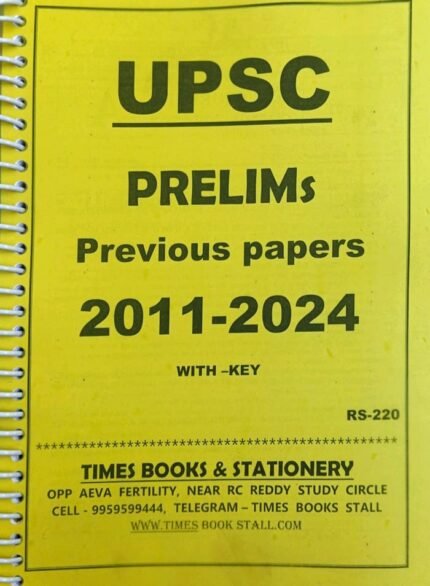 UPSC
PRELIMs
Previous papers
2011-2024
WITH –KEY
RS-220
******************************************
TIMES BOOKS & STATIONERY
OPP AEVA FERTILITY, NEAR RC REDDY STUDY CIRCLE
CELL - 9959599444, TELEGRAM – TIMES BOOKS STALL
WWW.TIMES BOOK STALL.COM